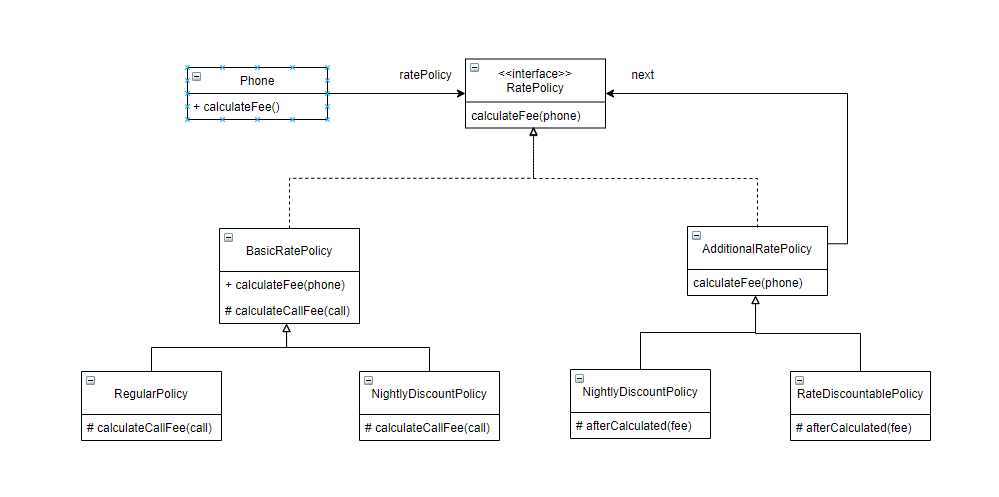 Phone
+ calculateFee()
ratePolicy
<<interface>>
RatePolicy
calculateFee(phone)
next
BasicRatePolicy
+ calculateFee(phone)
# calculateCallFee(call)
AdditionalRatePolicy
calculateFee(phone)
RegularPolicy
# calculateCallFee(call)
NightlyDiscountPolicy
# calculateCallFee(call)
NightlyDiscountPolicy
# afterCalculated(fee)
RateDiscountablePolicy
# afterCalculated(fee)